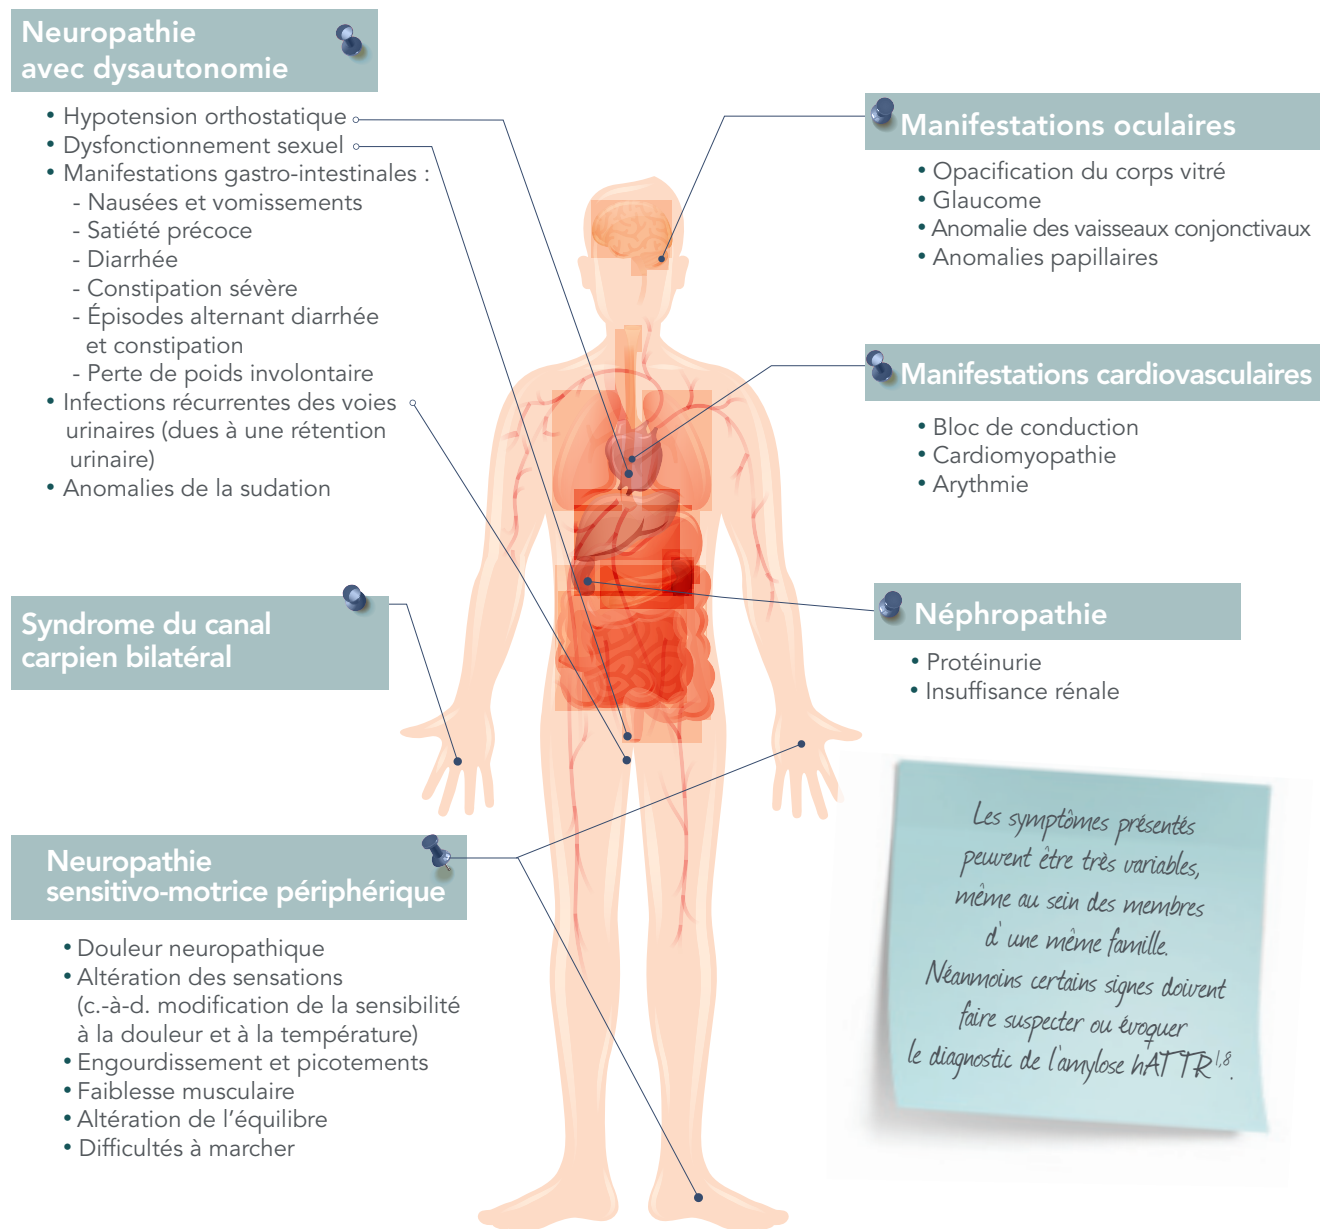 Neuropathie
avec dysautonomie
• Hypotension orthostatique
• Dysfonctionnement sexuel
• Manifestations gastro-intestinales :
- Nausées et vomissements
- Satiété précoce
- Diarrhée
- Constipation sévère
- Épisodes alternant diarrhée
et constipation
- Perte de poids involontaire
• Infections récurrentes des voies
urinaires (dues à une rétention
urinaire)
• Anomalies de la sudation
Syndrome du canal
carpien bilatéral
Neuropathie
sensitivo-motrice périphérique
• Douleur neuropathique
• Altération des sensations
(c.-à-d. modification de la sensibilité
à la douleur et à la température)
• Engourdissement et picotements
• Faiblesse musculaire
• Altération de l’équilibre
• Difficultés à marcher
Manifestations oculaires
• Opacification du corps vitré
• Glaucome
• Anomalie des vaisseaux conjonctivaux
• Anomalies papillaires
Manifestations cardiovasculaires
• Bloc de conduction
• Cardiomyopathie
• Arythmie
Néphropathie
• Protéinurie
• Insuffisance rénale
Les symptômes présentés
peuvent être très variables,
même au sein des membres
d'une même famille.
Néanmoins certains signes doivent
faire suspecter ou évoquer
le diagnostic de l'amylose hATTR1,8.